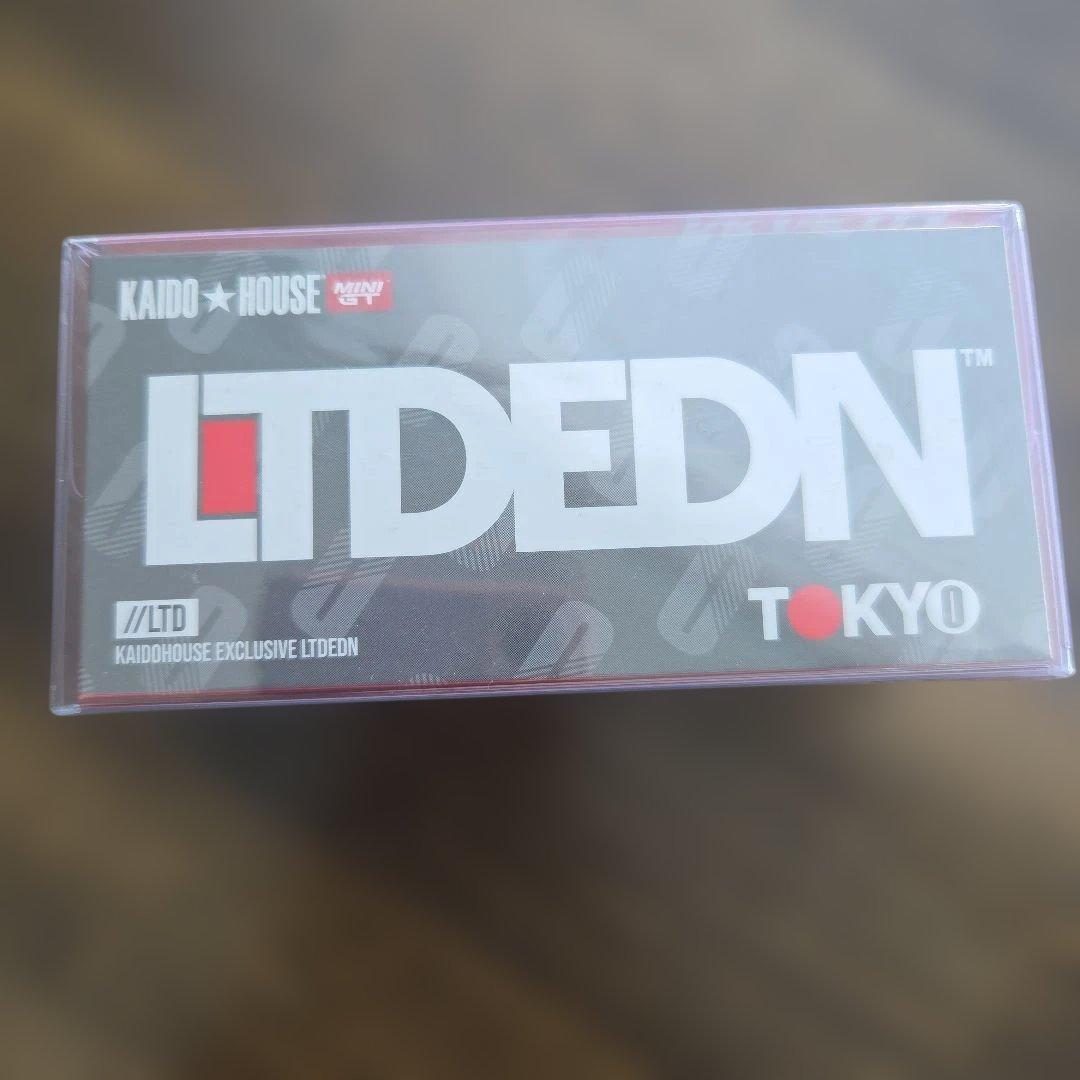 KAIDO★HOUSE MINI GT
LTDEDN™
//LTD
KAIDOHOUSE EXCLUSIVE LTDEDN
TOKYO